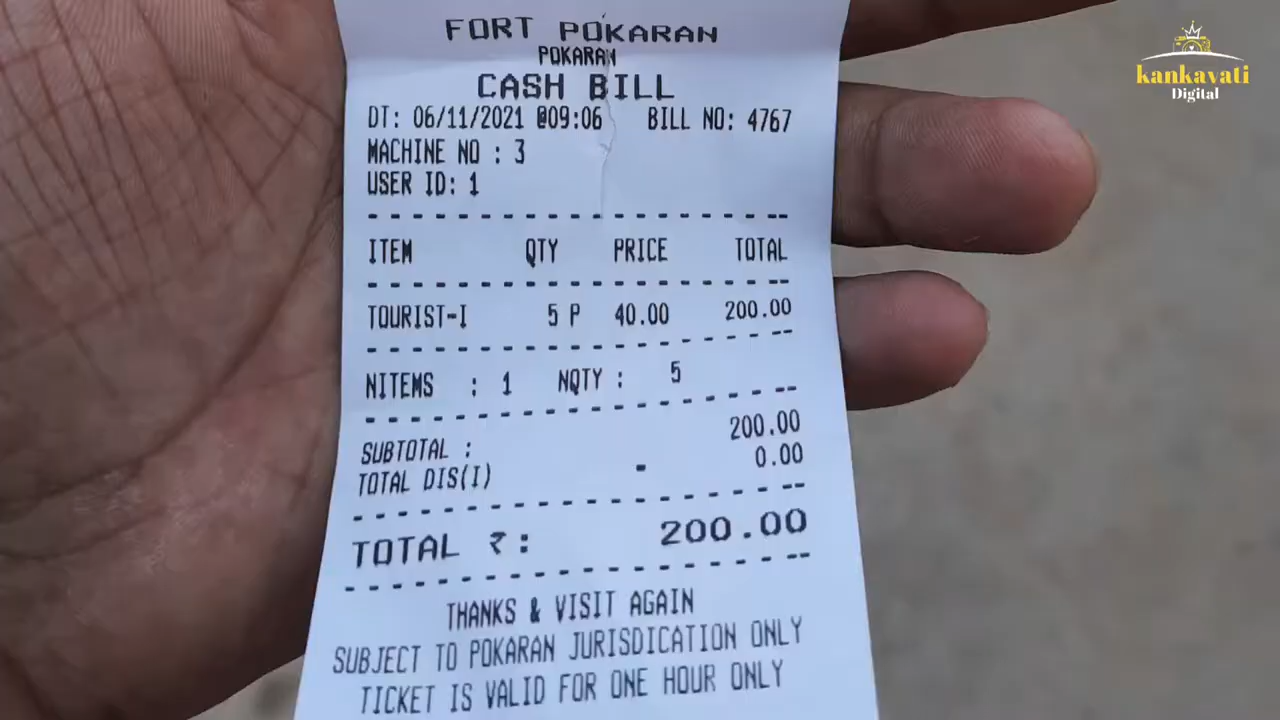 FORT POKARAN
POKARAN
CASH BILL
DT: 06/11/2021 @09:06 BILL NO: 4767
MACHINE NO : 3
USER ID: 1
ITEM QTY PRICE TOTAL
TOURIST-I 5 P 40.00 200.00
NITEMS : 1 NQTY : 5
SUBTOTAL : 200.00
TOTAL DIS(I) - 0.00
TOTAL ₹: 200.00
THANKS & VISIT AGAIN
SUBJECT TO POKARAN JURISDICATION ONLY
TICKET IS VALID FOR ONE HOUR ONLY
kankavati
Digital